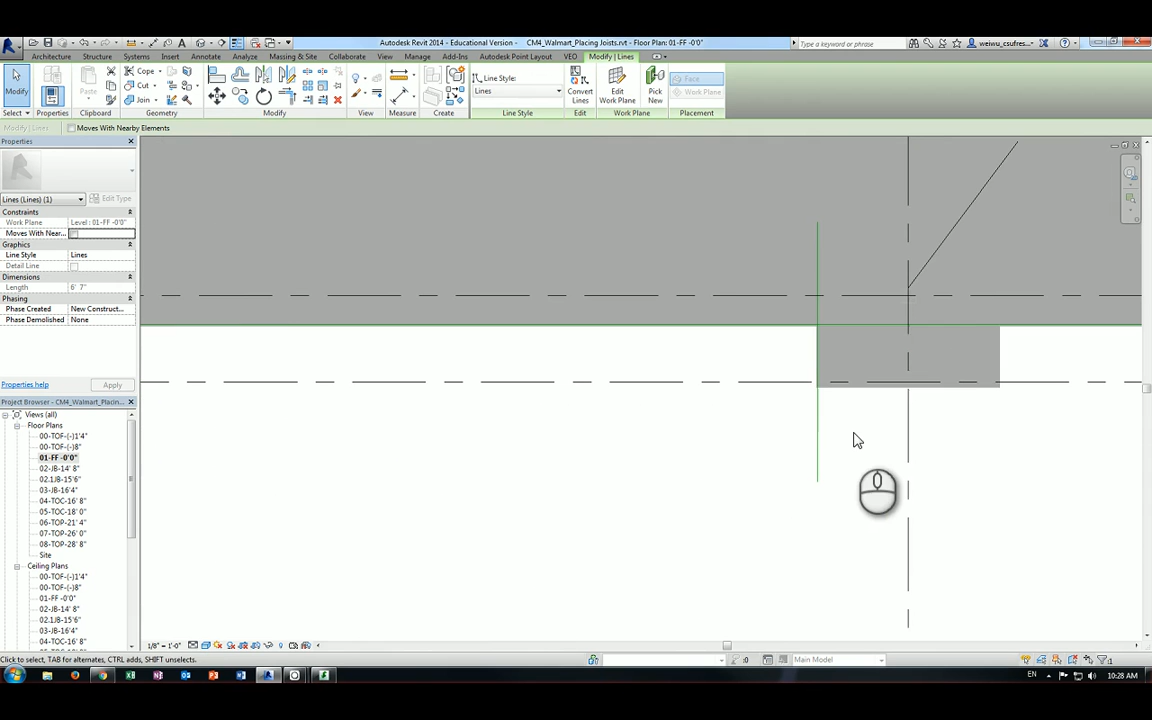 Autodesk Revit 2014 - Educational Version - CM4_Walmart_Placing Joists.rvt - Floor Plan: 01-FF -0'0"
Type a keyword or phrase
weiwu_csufres...
Architecture Structure Systems Insert Annotate Analyze Massing & Site Collaborate View Manage Add-Ins Autodesk Point Layout VEO Modify | Lines
Modify
Paste
Cope
Cut
Join
Line Style:
Lines
Convert Lines
Edit Work Plane
Pick New
Face
Work Plane
Select Properties Clipboard Geometry Modify View Measure Create Line Style Edit Work Plane Placement
Modify | Lines Moves With Nearby Elements
Properties
Lines (Lines) (1) Edit Type
Constraints
Work Plane Level : 01-FF -0'0"
Moves With Near...
Graphics
Line Style Lines
Detail Line
Dimensions
Length 6' 7"
Phasing
Phase Created New Construct...
Phase Demolished None
Properties help Apply
Project Browser - CM4_Walmart_Placin...
Views (all)
Floor Plans
00-TOF-(-)1'4"
00-TOF-(-)8"
01-FF -0'0"
02-JB-14' 8"
02.1JB-15'6"
03-JB-16'4"
04-TOC-16' 8"
05-TOC-18' 0"
06-TOP-21' 4"
07-TOP-26' 0"
08-TOP-28' 8"
Site
Ceiling Plans
00-TOF-(-)1'4"
00-TOF-(-)8"
01-FF -0'0"
02-JB-14' 8"
02.1JB-15'6"
03-JB-16'4"
04-TOC-16' 8"
1/8" = 1'-0"
Click to select, TAB for alternates, CTRL adds, SHIFT unselects.
:0
Main Model
:1
EN
10:28 AM